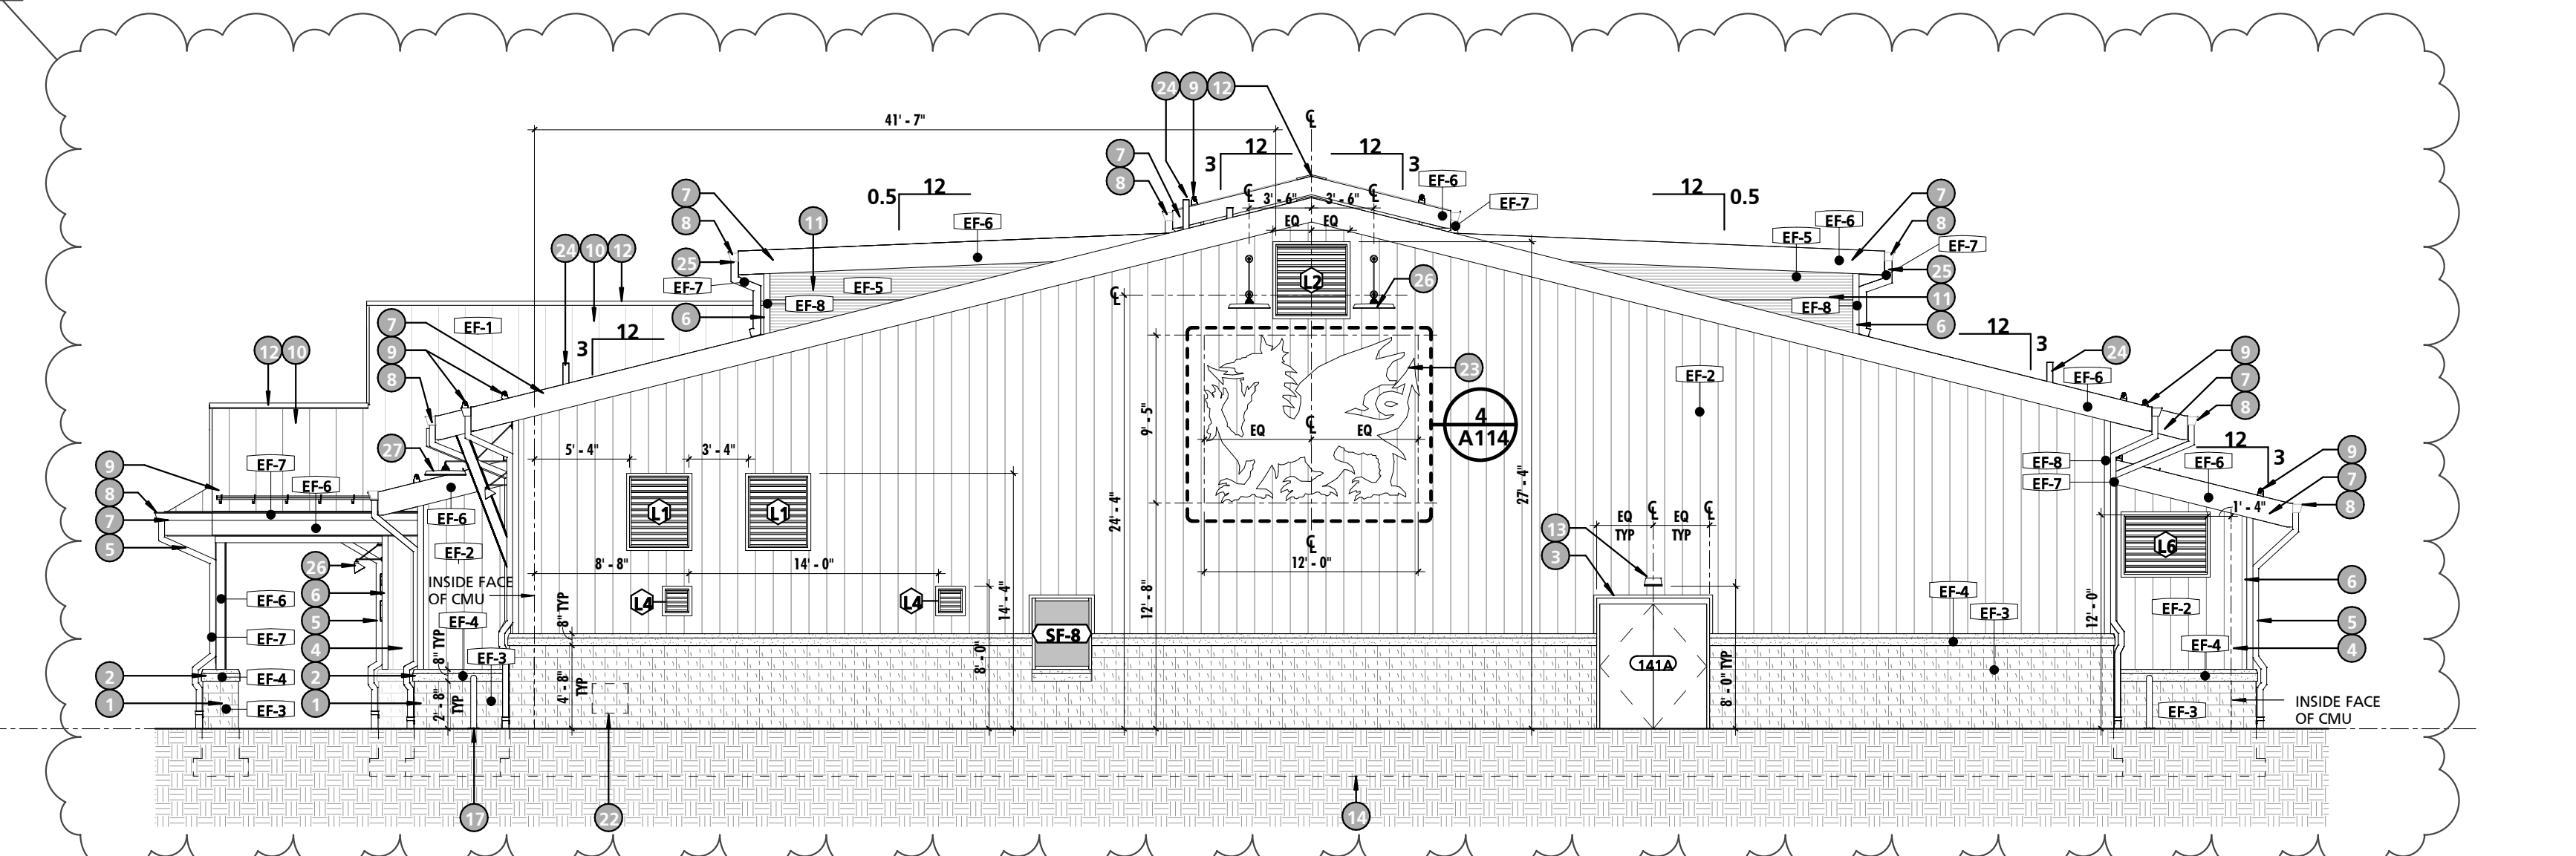 24 9 12
41' - 7"
C L
7
8
3 12
12 3
C L
3' - 6" 3' - 6"
C L
EF-6
EF-7
EQ EQ
7
8
25
EF-7
6
11
0.5 12
EF-6
EF-5
EF-8
12 0.5
EF-5
EF-6
7
8
EF-7
25
11
6
EF-8
24 10 12
EF-1
7
9
8
3 12
12 10
27
C L
L2
26
23
4
A114
EF-2
12 3
24
EF-6
9
7
8
12 3
EF-8
EF-7
EF-6
9
7
8
1' - 4"
9
8
7
5
EF-7
EF-6
EF-6
EF-2
INSIDE FACE
OF CMU
5' - 4" 3' - 4"
L1 L1
8' - 8" 14' - 0"
L4 L4
9' - 5"
EQ C L EQ
24' - 4"
27' - 4"
C L
12' - 0"
12' - 8"
14' - 4"
8' - 0"
SF-8
13
3
EQ
TYP
C L
EQ
TYP
C L
141A
8' - 0" TYP
EF-4
EF-3
12' - 0"
L6
EF-2
EF-4
EF-3
6
5
4
INSIDE FACE
OF CMU
26
6
5
4
2
1
EF-6
EF-7
EF-4
EF-3
2
1
EF-4
EF-3
8" TYP
2' - 8"
TYP
8" TYP
4' - 8"
TYP
17
22
14